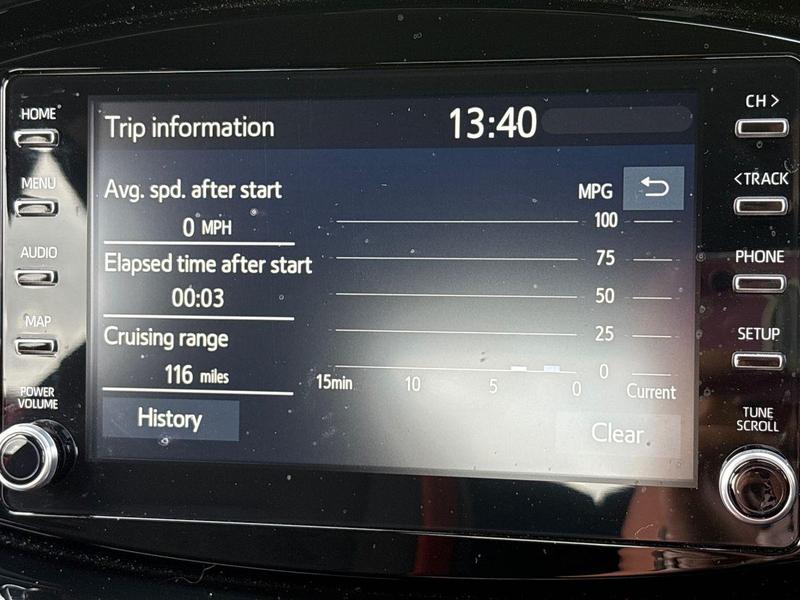 HOME
MENU
AUDIO
MAP
POWER
VOLUME
Trip information
13:40
Avg. spd. after start
0 MPH
Elapsed time after start
00:03
Cruising range
116 miles
History
MPG
100
75
50
25
0
15min 10 5 0 Current
Clear
CH >
< TRACK
PHONE
SETUP
TUNE
SCROLL